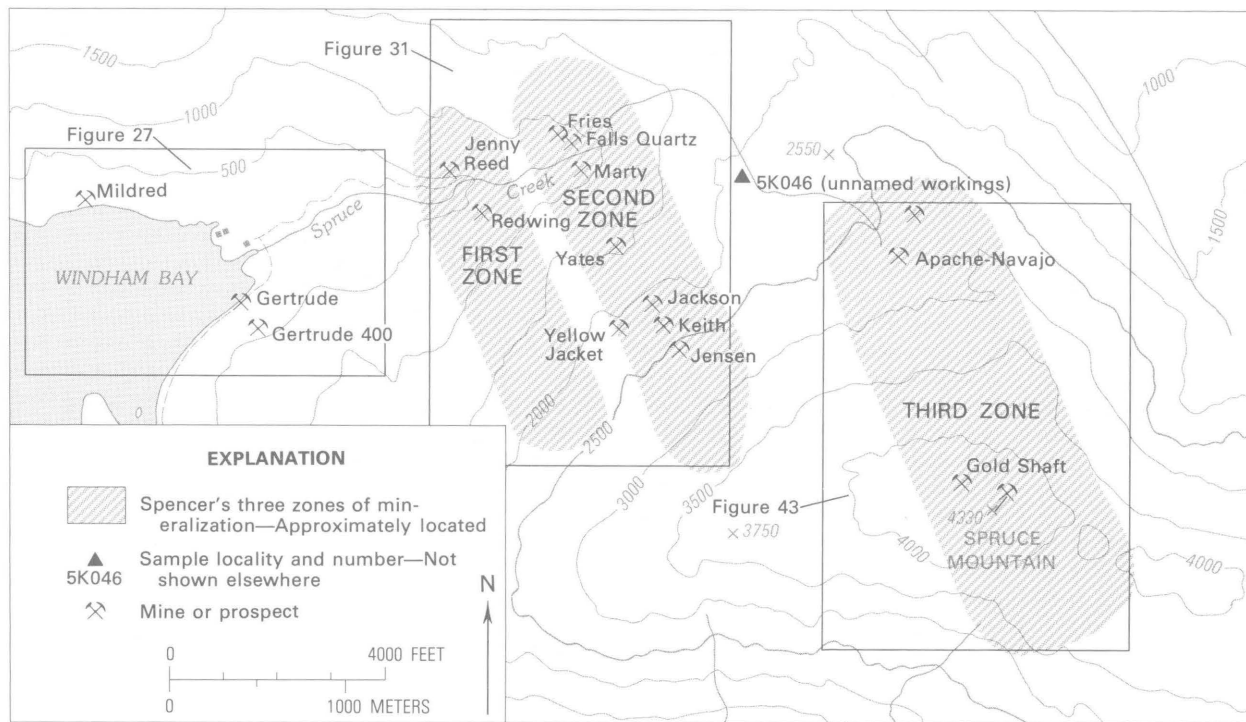 Figure 31
1500
1000
Figure 27
500
Mildred
WINDHAM BAY
Spruce
Creek
Gertrude
Gertrude 400
0
Jenny
Reed
Redwing
FIRST
ZONE
Fries
Falls Quartz
Marty
SECOND
ZONE
Yates
Jackson
Keith
Jensen
Yellow
Jacket
2000
2500
3000
3500
3750
2550
5K046 (unnamed workings)
1000
1500
Apache-Navajo
THIRD ZONE
Gold Shaft
4330
SPRUCE
MOUNTAIN
4000
4000
Figure 43
EXPLANATION
Spencer's three zones of min-
eralization—Approximately located
Sample locality and number—Not
5K046 shown elsewhere
Mine or prospect
N
0 4000 FEET
0 1000 METERS